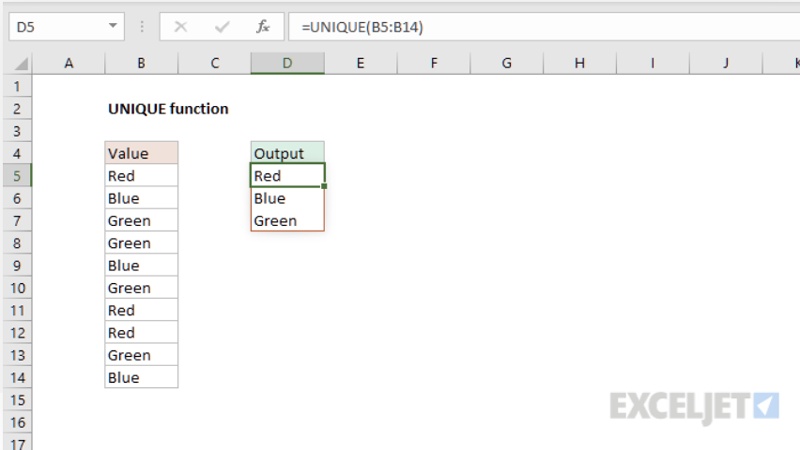 D5 fx =UNIQUE(B5:B14)
A B C D E F G H I J K
1
2 UNIQUE function
3
4 Value Output
5 Red Red
6 Blue Blue
7 Green Green
8 Green
9 Blue
10 Green
11 Red
12 Red
13 Green
14 Blue
15
16
17
EXCELJET